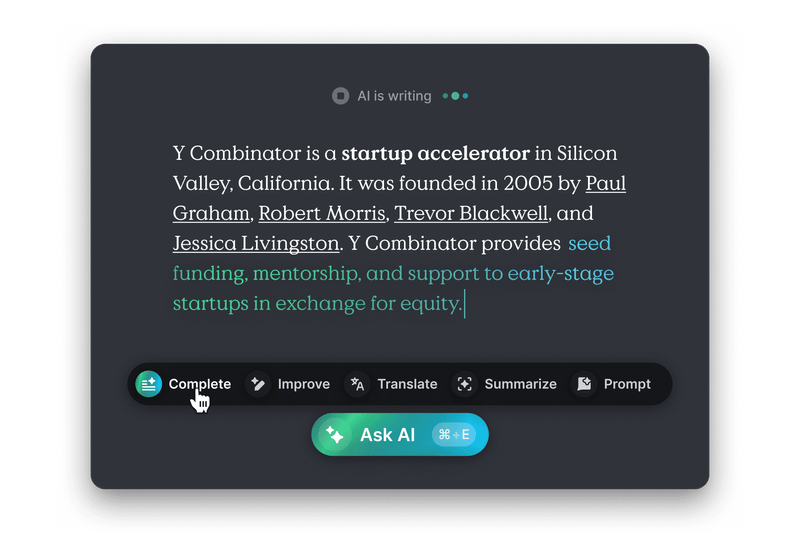 AI is writing
Y Combinator is a startup accelerator in Silicon
Valley, California. It was founded in 2005 by Paul
Graham, Robert Morris, Trevor Blackwell, and
Jessica Livingston. Y Combinator provides seed
funding, mentorship, and support to early-stage
startups in exchange for equity.
Complete Improve Translate Summarize Prompt
Ask AI ⌘+E